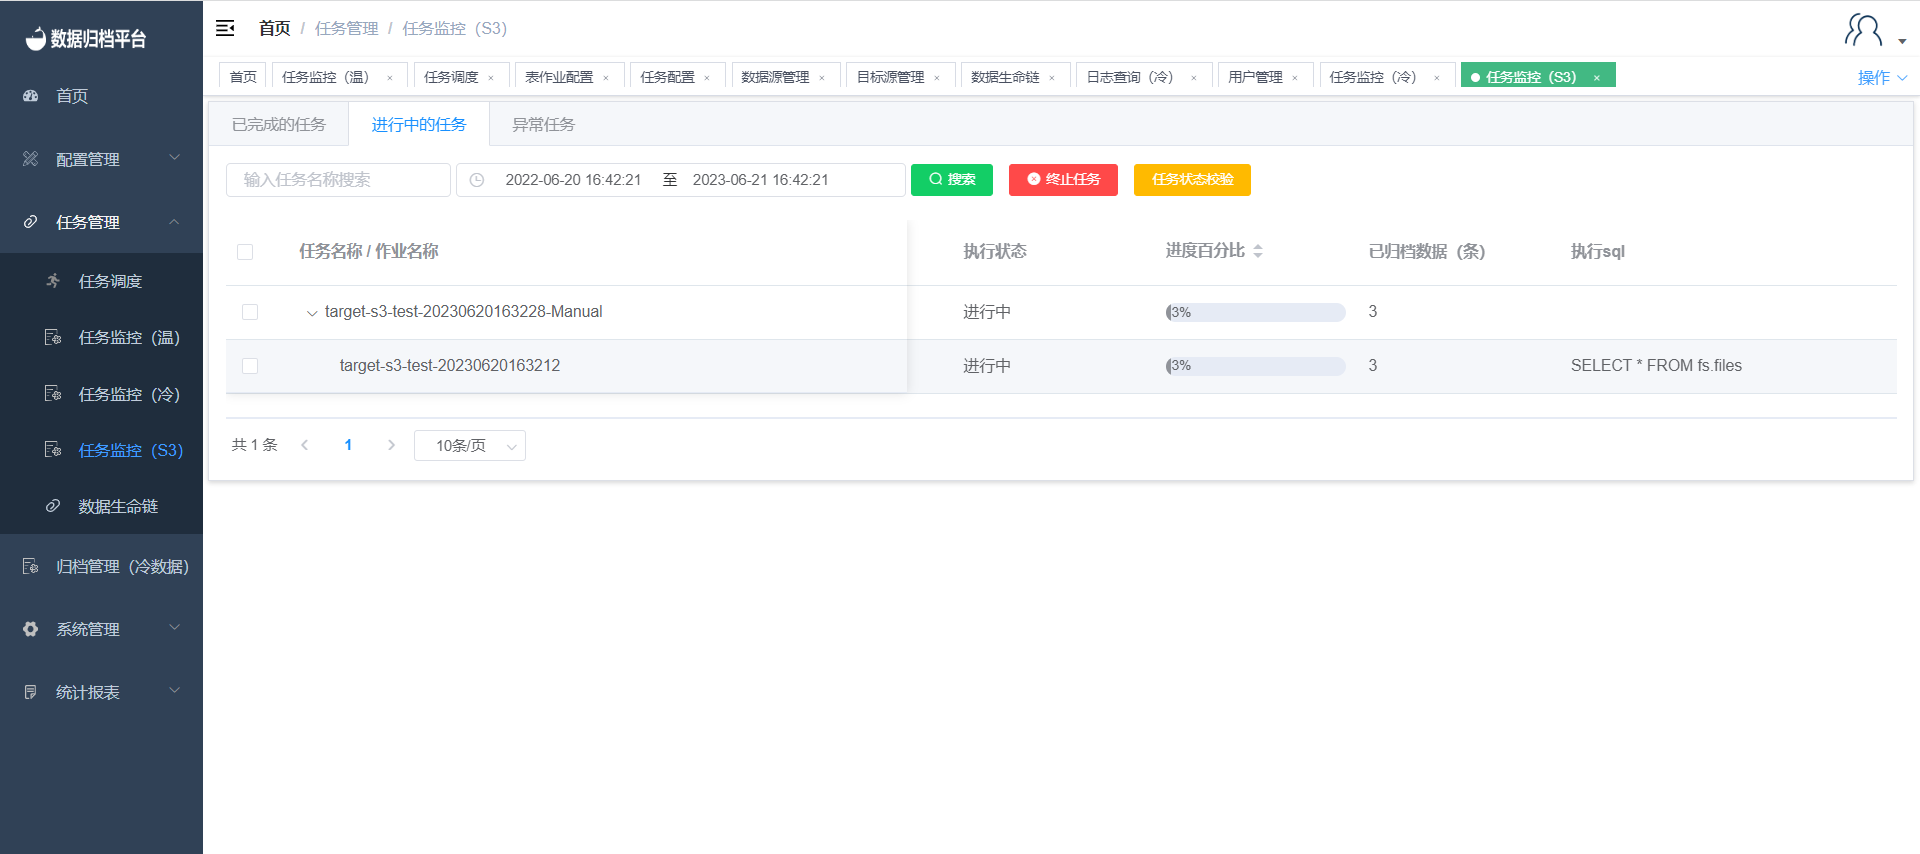 数据归档平台
首页
配置管理
任务管理
任务调度
任务监控（温）
任务监控（冷）
任务监控（S3）
数据生命链
归档管理（冷数据）
系统管理
统计报表
首页 / 任务管理 / 任务监控（S3）
首页 任务监控（温） × 任务调度 × 表作业配置 × 任务配置 × 数据源管理 × 目标源管理 × 数据生命链 × 日志查询（冷） × 用户管理 × 任务监控（冷） × 任务监控（S3） × 操作
已完成的任务 进行中的任务 异常任务
输入任务名称搜索 2022-06-20 16:42:21 至 2023-06-21 16:42:21 搜索 终止任务 任务状态校验
任务名称 / 作业名称 执行状态 进度百分比 已归档数据（条） 执行sql
target-s3-test-20230620163228-Manual 进行中 3% 3
target-s3-test-20230620163212 进行中 3% 3 SELECT * FROM fs.files
共 1 条 1 10条/页